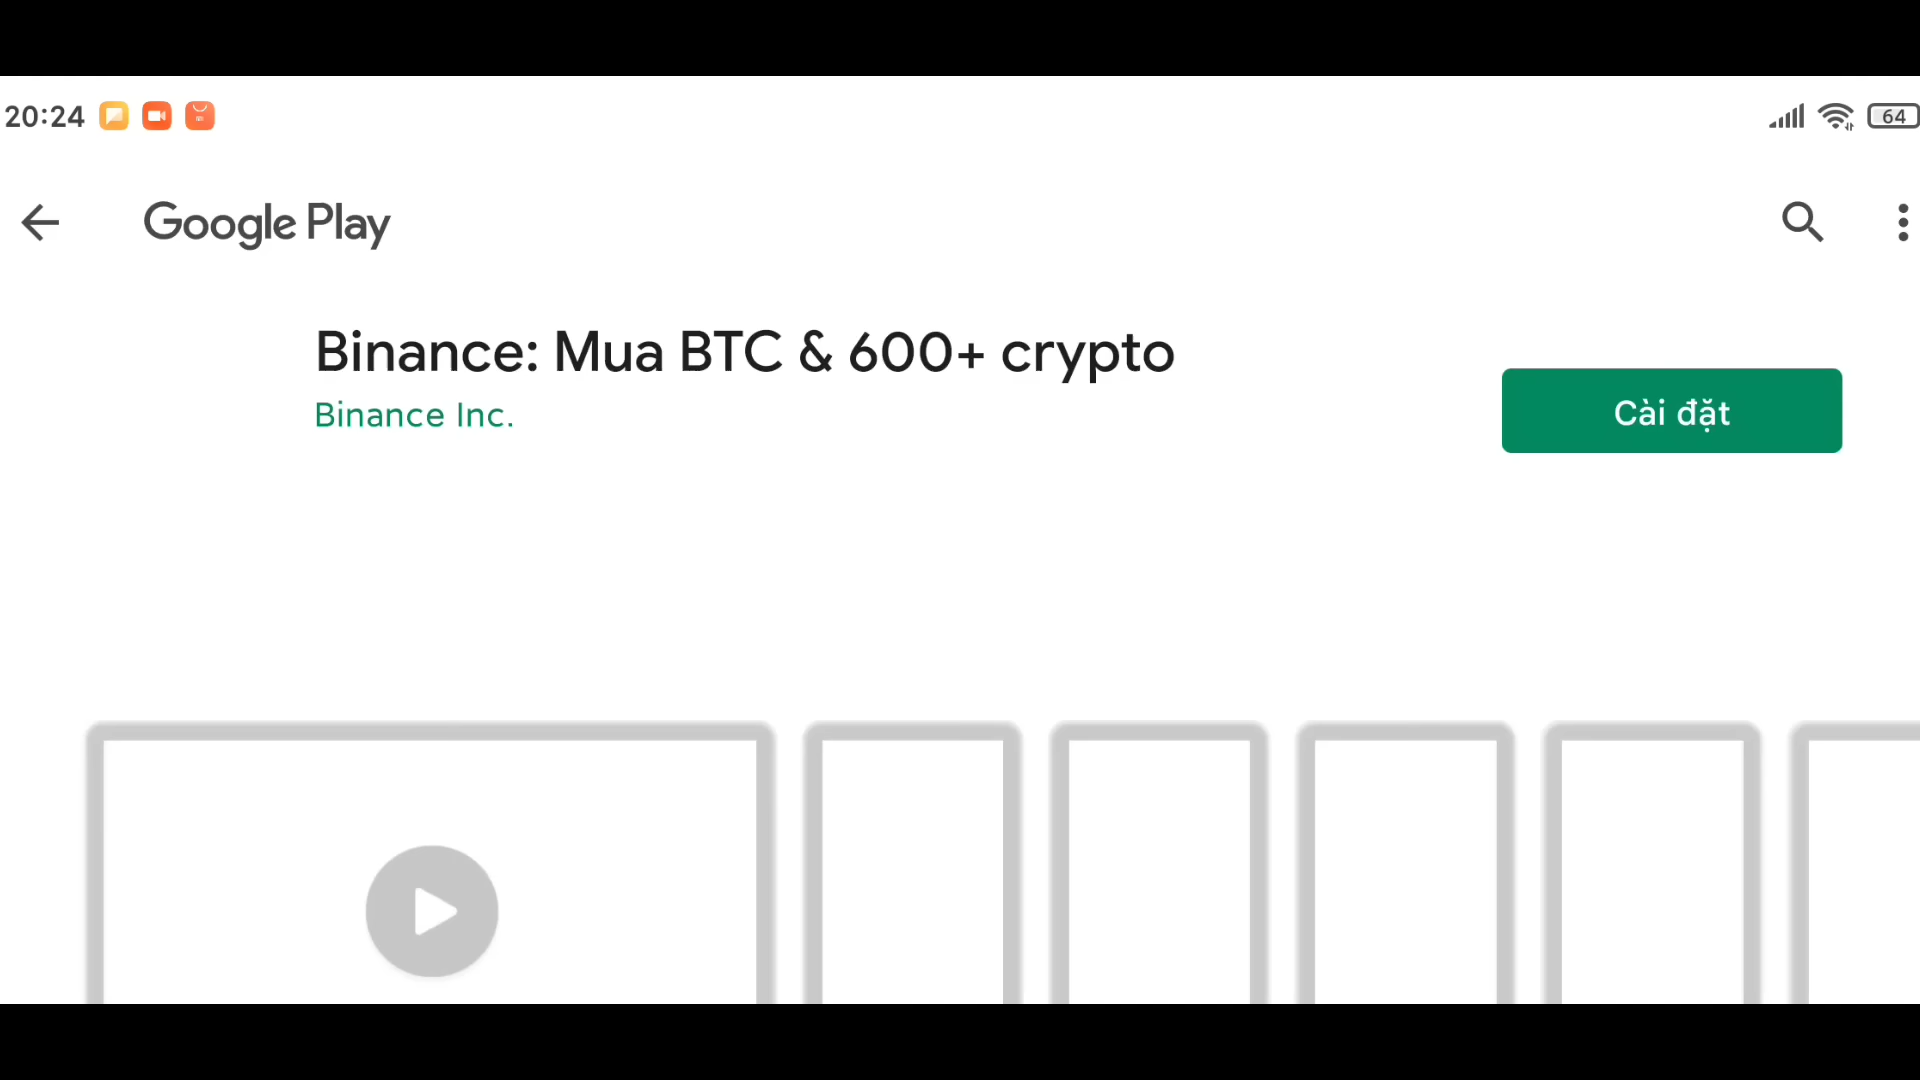 20:24
64
Google Play
Binance: Mua BTC & 600+ crypto
Binance Inc.
Cài đặt